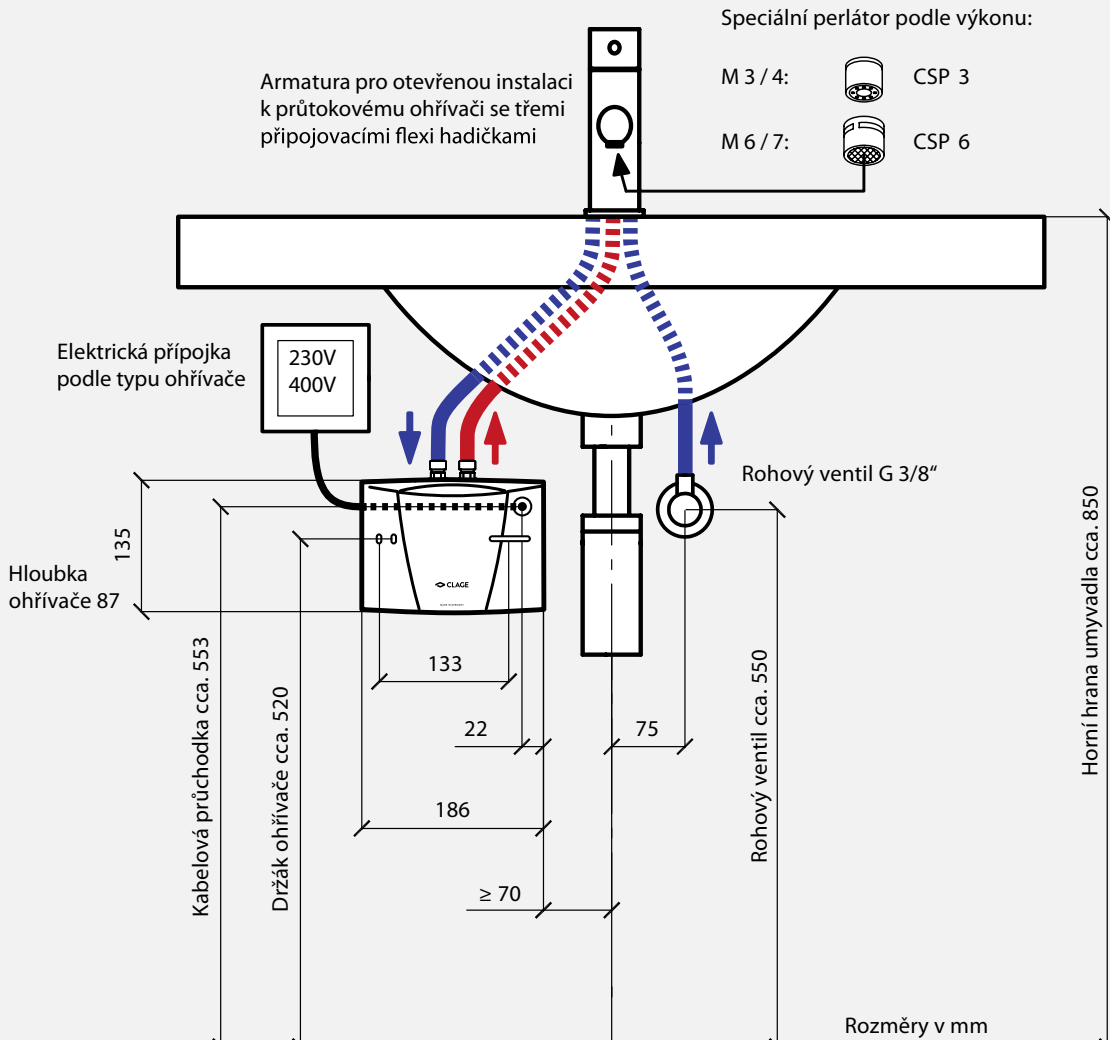 Speciální perlátor podle výkonu:
M 3 / 4:
CSP 3
M 6 / 7:
CSP 6
Armatura pro otevřenou instalaci
k průtokovému ohřívači se třemi
připojovacími flexi hadičkami
Elektrická přípojka
podle typu ohřívače
230V
400V
Rohový ventil G 3/8“
135
Hloubka
ohřívače 87
CLAGE
133
22
75
186
≥ 70
Kabelová průchodka cca. 553
Držák ohřívače cca. 520
Rohový ventil cca. 550
Horní hrana umyvadla cca. 850
Rozměry v mm